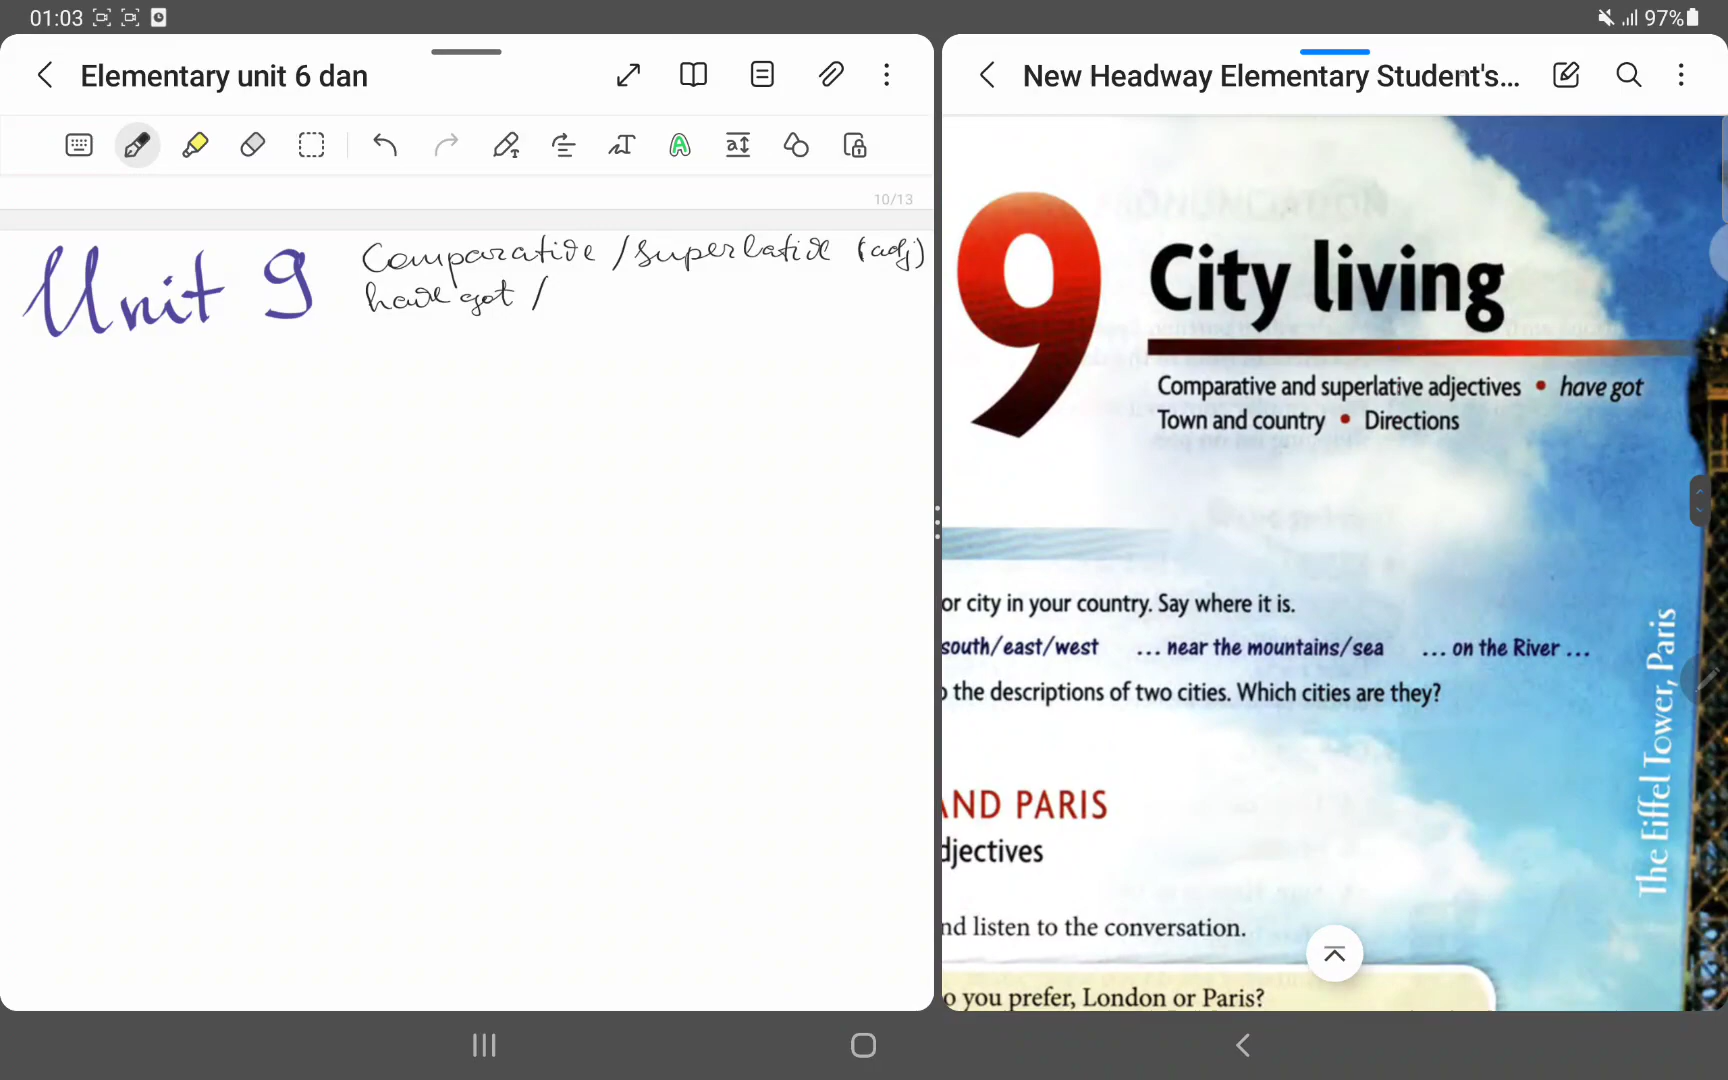 01:03
97%
Elementary unit 6 dan
10/13
Unit 9
Comparative / superlative (adj)
have got /
New Headway Elementary Student's...
9
City living
Comparative and superlative adjectives • have got
Town and country • Directions
or city in your country. Say where it is.
south/east/west ... near the mountains/sea ... on the River ...
the descriptions of two cities. Which cities are they?
AND PARIS
djectives
nd listen to the conversation.
o you prefer, London or Paris?
The Eiffel Tower, Paris